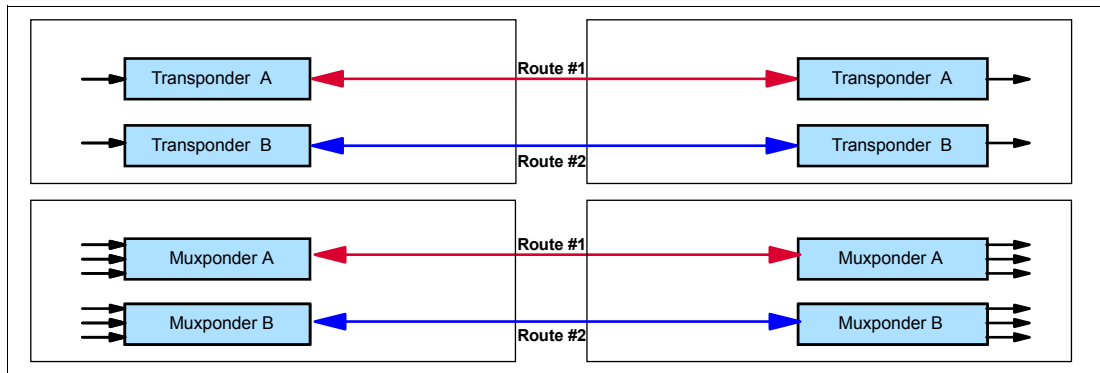 Route #1
Transponder A
Transponder A
Transponder B
Transponder B
Route #2
Route #1
Muxponder A
Muxponder A
Muxponder B
Muxponder B
Route #2